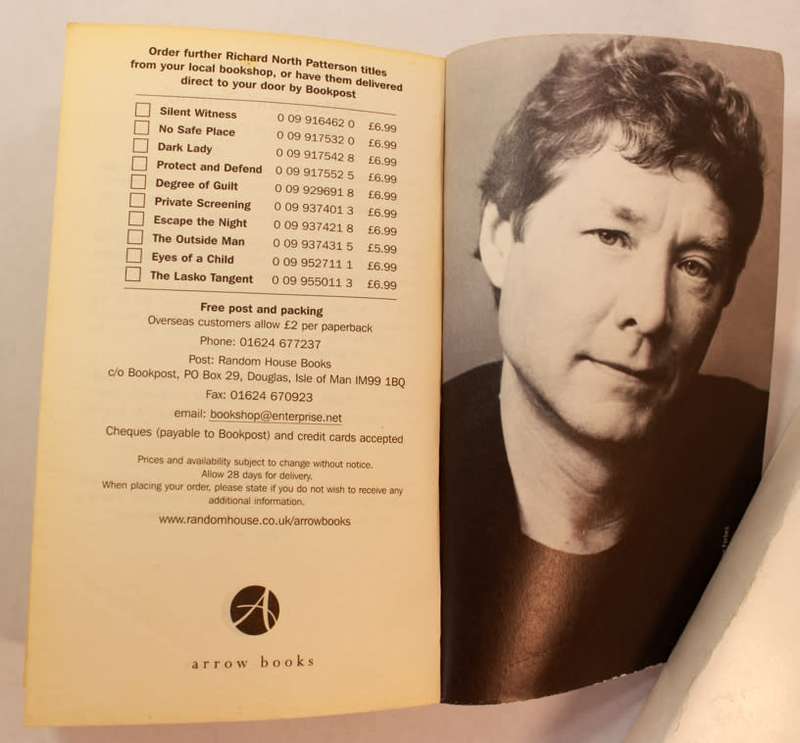 Order further Richard North Patterson titles
from your local bookshop, or have them delivered
direct to your door by Bookpost
Silent Witness 0 09 916462 0 £6.99
No Safe Place 0 09 917532 0 £6.99
Dark Lady 0 09 917542 8 £6.99
Protect and Defend 0 09 917552 5 £6.99
Degree of Guilt 0 09 929691 8 £6.99
Private Screening 0 09 937401 3 £6.99
Escape the Night 0 09 937421 8 £6.99
The Outside Man 0 09 937431 5 £5.99
Eyes of a Child 0 09 952711 1 £6.99
The Lasko Tangent 0 09 955011 3 £6.99
Free post and packing
Overseas customers allow £2 per paperback
Phone: 01624 677237
Post: Random House Books
c/o Bookpost, PO Box 29, Douglas, Isle of Man IM99 1BQ
Fax: 01624 670923
email: bookshop@enterprise.net
Cheques (payable to Bookpost) and credit cards accepted
Prices and availability subject to change without notice.
Allow 28 days for delivery.
When placing your order, please state if you do not wish to receive any
additional information.
www.randomhouse.co.uk/arrowbooks
A
arrow books